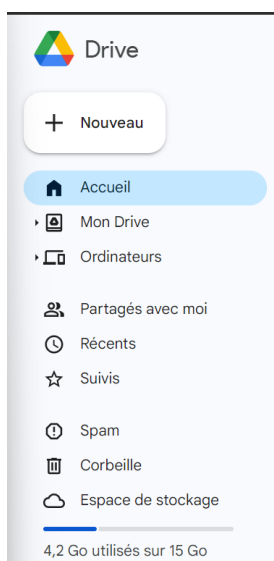 Drive
Nouveau
Accueil
Mon Drive
Ordinateurs
Partagés avec moi
Récents
Suivis
Spam
Corbeille
Espace de stockage
4,2 Go utilisés sur 15 Go